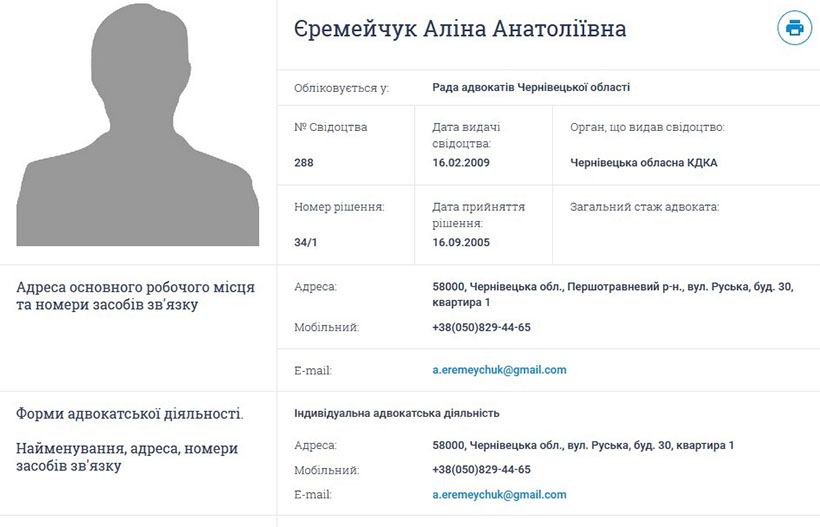 Єремейчук Аліна Анатоліївна
Обліковується у:
Рада адвокатів Чернівецької області
№ Свідоцтва
288
Дата видачі
свідоцтва:
16.02.2009
Орган, що видав свідоцтво:
Чернівецька обласна КДКА
Номер рішення:
34/1
Дата прийняття
рішення:
16.09.2005
Загальний стаж адвоката:
Адреса основного робочого місця
та номери засобів зв'язку
Адреса:
58000, Чернівецька обл., Першотравневий р-н., вул. Руська, буд. 30,
квартира 1
Мобільний:
+38(050)829-44-65
E-mail:
a.eremeychuk@gmail.com
Форми адвокатської діяльності.
Найменування, адреса, номери
засобів зв'язку
Індивідуальна адвокатська діяльність
Адреса:
58000, Чернівецька обл., вул. Руська, буд. 30, квартира 1
Мобільний:
+38(050)829-44-65
E-mail:
a.eremeychuk@gmail.com